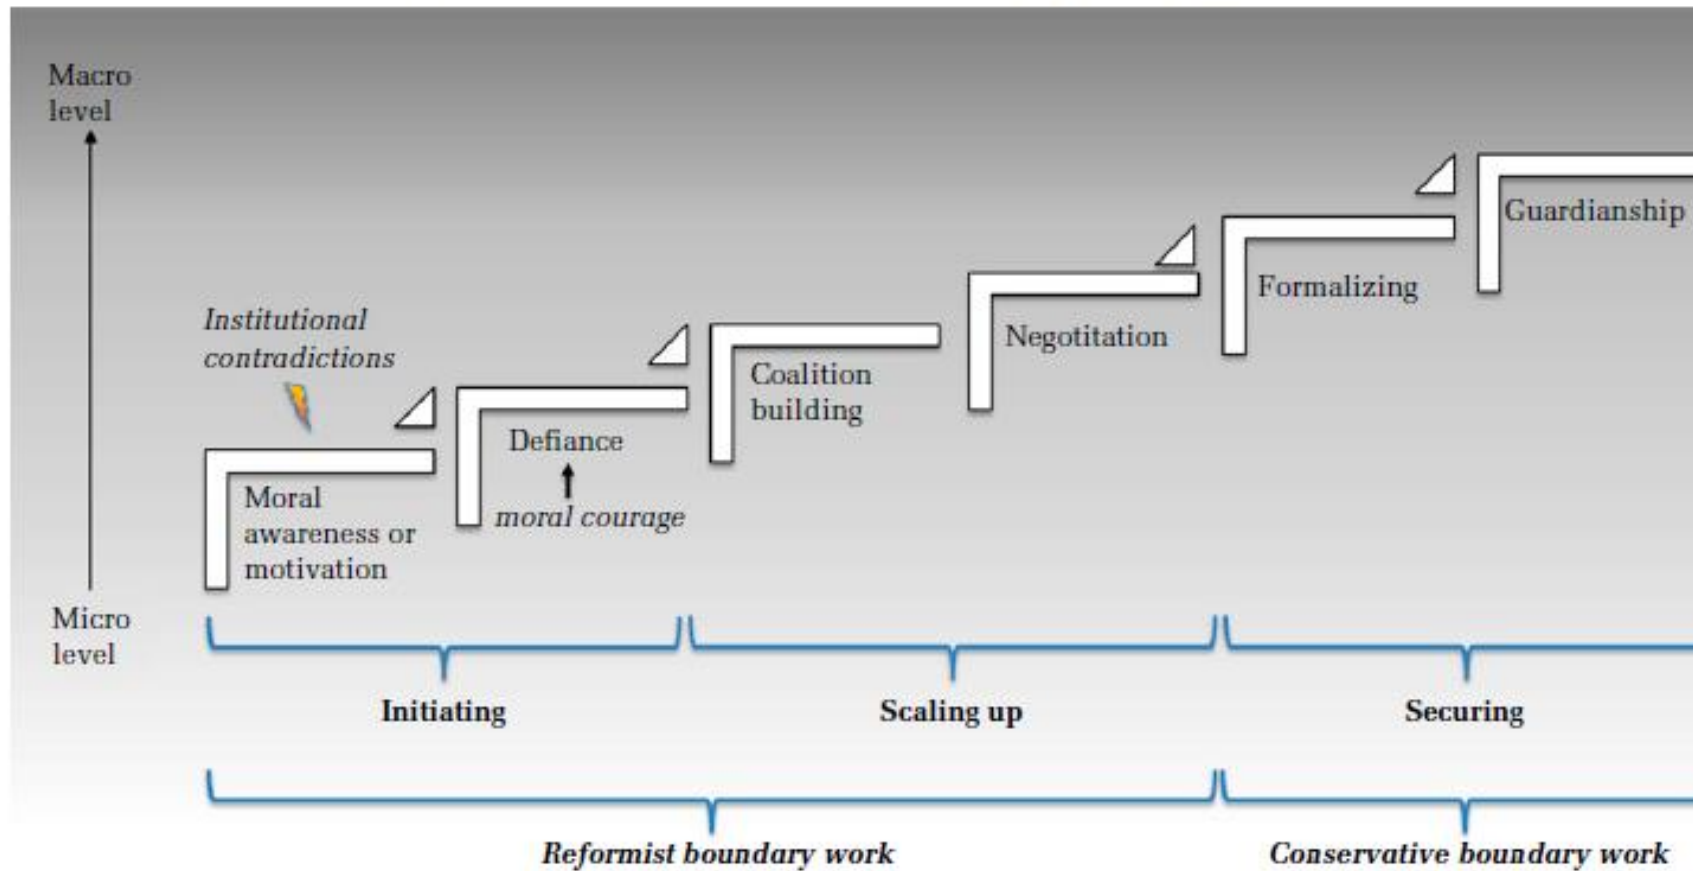 Macro
level
Guardianship
Formalizing
Negotitation
Institutional
contradictions
Coalition
building
Defiance
moral courage
Moral
awareness or
motivation
Micro
level
Initiating
Scaling up
Securing
Reformist boundary work
Conservative boundary work